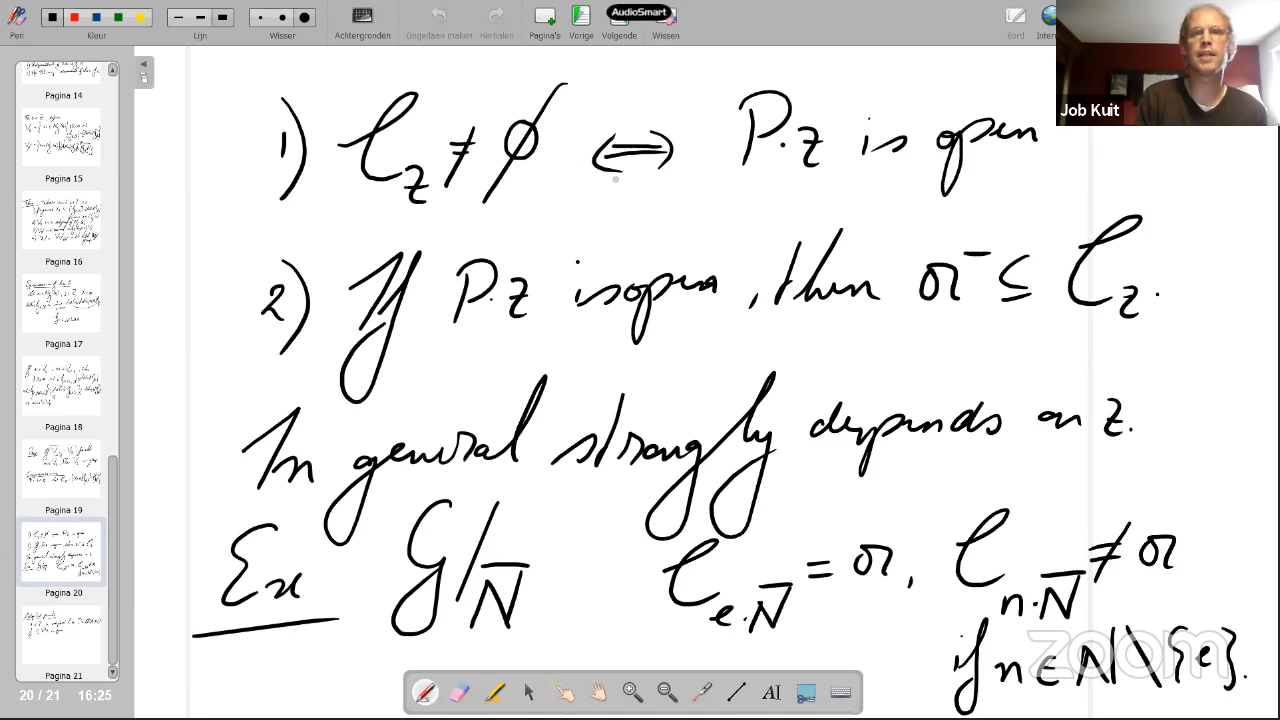 Pen
Kleur
Lijn
Wisser
Achtergronden
Ongedaan maken
Herhalen
Pagina's
Vorige
Volgende
Wissen
Bord
AudioSmart
Job Kuit
Pagina 14
Pagina 15
Pagina 16
Pagina 17
Pagina 18
Pagina 19
Pagina 20
Pagina 21
20 / 21 16:25
1) C_z ≠ ∅ ⟺ P·z is open
2) If P·z is open, then 𝔞⁻ ⊆ C_z.
In general strongly depends on z.
Ex G/N̄ C_{e·N̄} = 𝔞, C_{n·N̄} ≠ 𝔞
if n ∈ N \ {e}.
zoom
AI